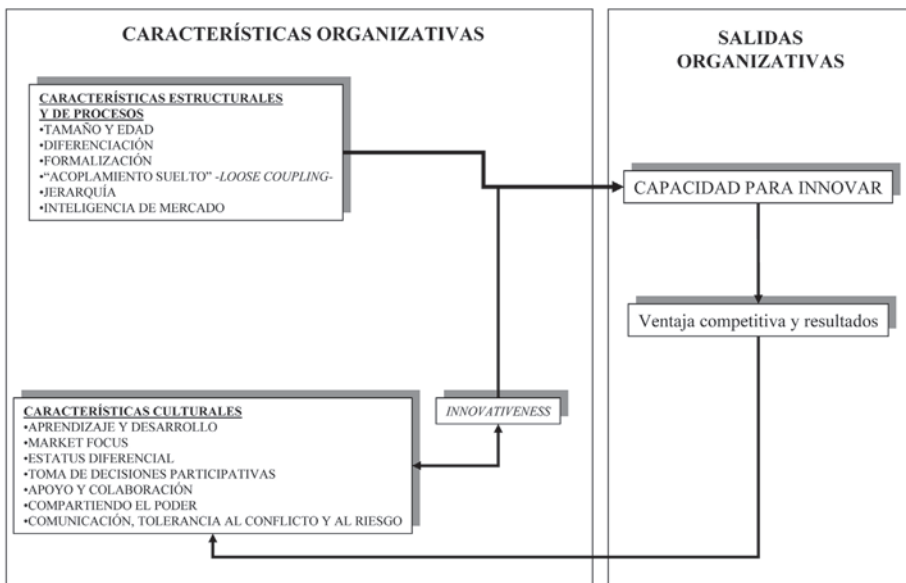 CARACTERÍSTICAS ORGANIZATIVAS
CARACTERÍSTICAS ESTRUCTURALES
Y DE PROCESOS
•TAMAÑO Y EDAD
•DIFERENCIACIÓN
•FORMALIZACIÓN
•“ACOPLAMIENTO SUELTO” -LOOSE COUPLING-
•JERARQUÍA
•INTELIGENCIA DE MERCADO
CARACTERÍSTICAS CULTURALES
•APRENDIZAJE Y DESARROLLO
•MARKET FOCUS
•ESTATUS DIFERENCIAL
•TOMA DE DECISIONES PARTICIPATIVAS
•APOYO Y COLABORACIÓN
•COMPARTIENDO EL PODER
•COMUNICACIÓN, TOLERANCIA AL CONFLICTO Y AL RIESGO
INNOVATIVENESS
SALIDAS
ORGANIZATIVAS
CAPACIDAD PARA INNOVAR
Ventaja competitiva y resultados